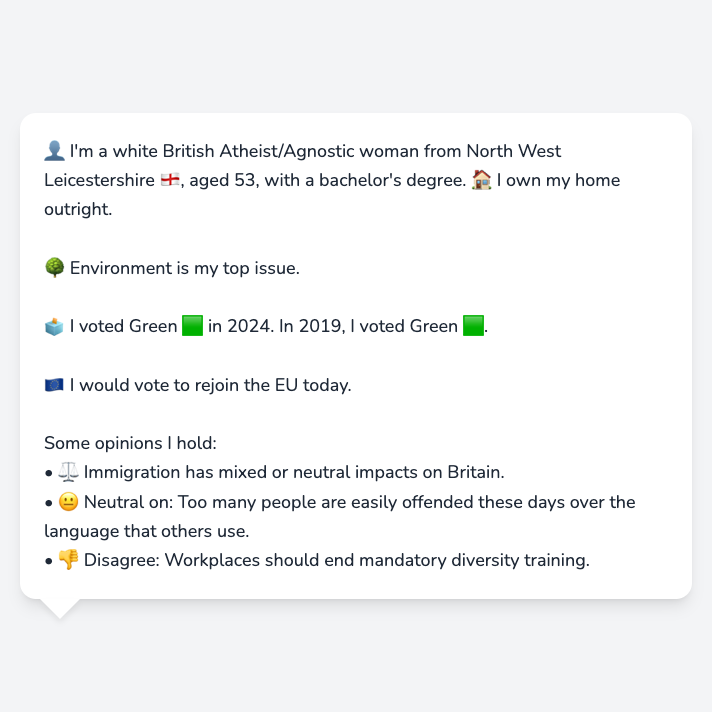 👤 I'm a white British Atheist/Agnostic woman from North West
Leicestershire 🏴󠁧󠁢󠁥󠁮󠁧󠁿, aged 53, with a bachelor's degree. 🏠 I own my home
outright.
🌳 Environment is my top issue.
🗳️ I voted Green 🟩 in 2024. In 2019, I voted Green 🟩.
🇪🇺 I would vote to rejoin the EU today.
Some opinions I hold:
• ⚖️ Immigration has mixed or neutral impacts on Britain.
• 😐 Neutral on: Too many people are easily offended these days over the
language that others use.
• 👎 Disagree: Workplaces should end mandatory diversity training.